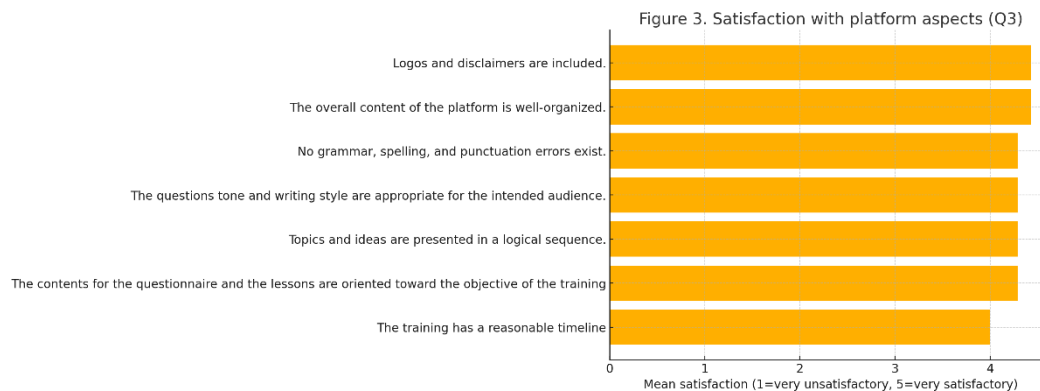 Figure 3. Satisfaction with platform aspects (Q3)
Logos and disclaimers are included.
The overall content of the platform is well-organized.
No grammar, spelling, and punctuation errors exist.
The questions tone and writing style are appropriate for the intended audience.
Topics and ideas are presented in a logical sequence.
The contents for the questionnaire and the lessons are oriented toward the objective of the training
The training has a reasonable timeline
0 1 2 3 4
Mean satisfaction (1=very unsatisfactory, 5=very satisfactory)